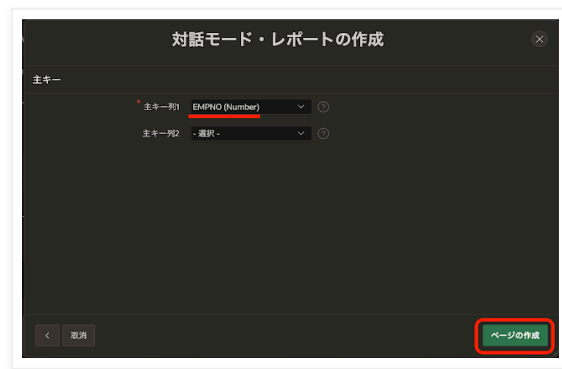 対話モード・レポートの作成
主キー
* 主キー列1 EMPNO (Number)
主キー列2 - 選択 -
取消 ページの作成